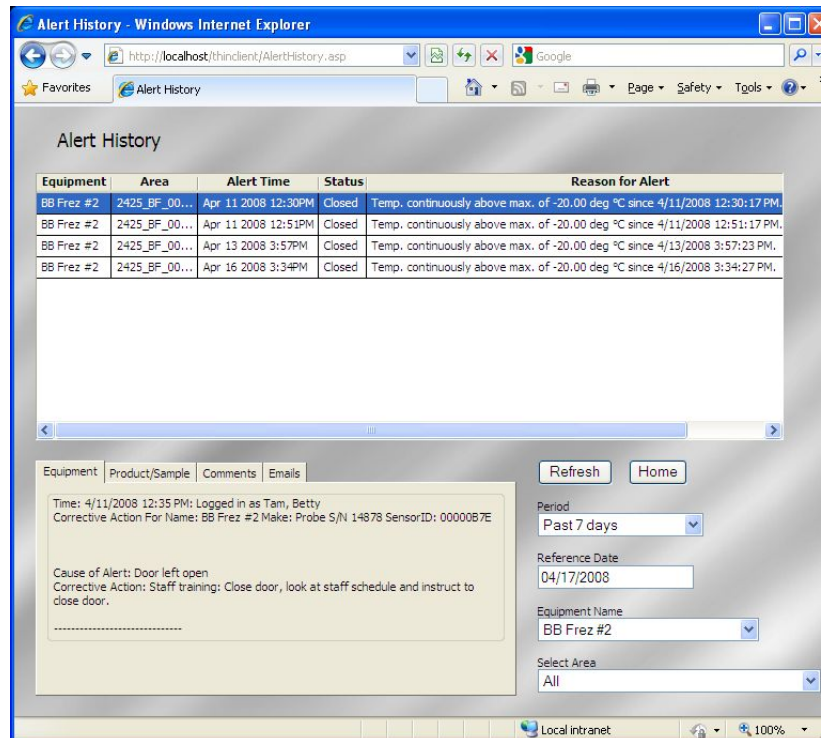 Alert History - Windows Internet Explorer
http://localhost/thinclient/AlertHistory.asp
Google
Favorites
Alert History
Page
Safety
Tools
Alert History
Equipment Area Alert Time Status Reason for Alert
BB Frez #2 2425_BF_00... Apr 11 2008 12:30PM Closed Temp. continuously above max. of -20.00 deg ºC since 4/11/2008 12:30:17 PM.
BB Frez #2 2425_BF_00... Apr 11 2008 12:51PM Closed Temp. continuously above max. of -20.00 deg ºC since 4/11/2008 12:51:17 PM.
BB Frez #2 2425_BF_00... Apr 13 2008 3:57PM Closed Temp. continuously above max. of -20.00 deg ºC since 4/13/2008 3:57:23 PM.
BB Frez #2 2425_BF_00... Apr 16 2008 3:34PM Closed Temp. continuously above max. of -20.00 deg ºC since 4/16/2008 3:34:27 PM.
Equipment Product/Sample Comments Emails
Time: 4/11/2008 12:35 PM: Logged in as Tam, Betty
Corrective Action For Name: BB Frez #2 Make: Probe S/N 14878 SensorID: 00000B7E
Cause of Alert: Door left open
Corrective Action: Staff training: Close door, look at staff schedule and instruct to
close door.
------------------------------
Refresh Home
Period
Past 7 days
Reference Date
04/17/2008
Equipment Name
BB Frez #2
Select Area
All
Local intranet
100%